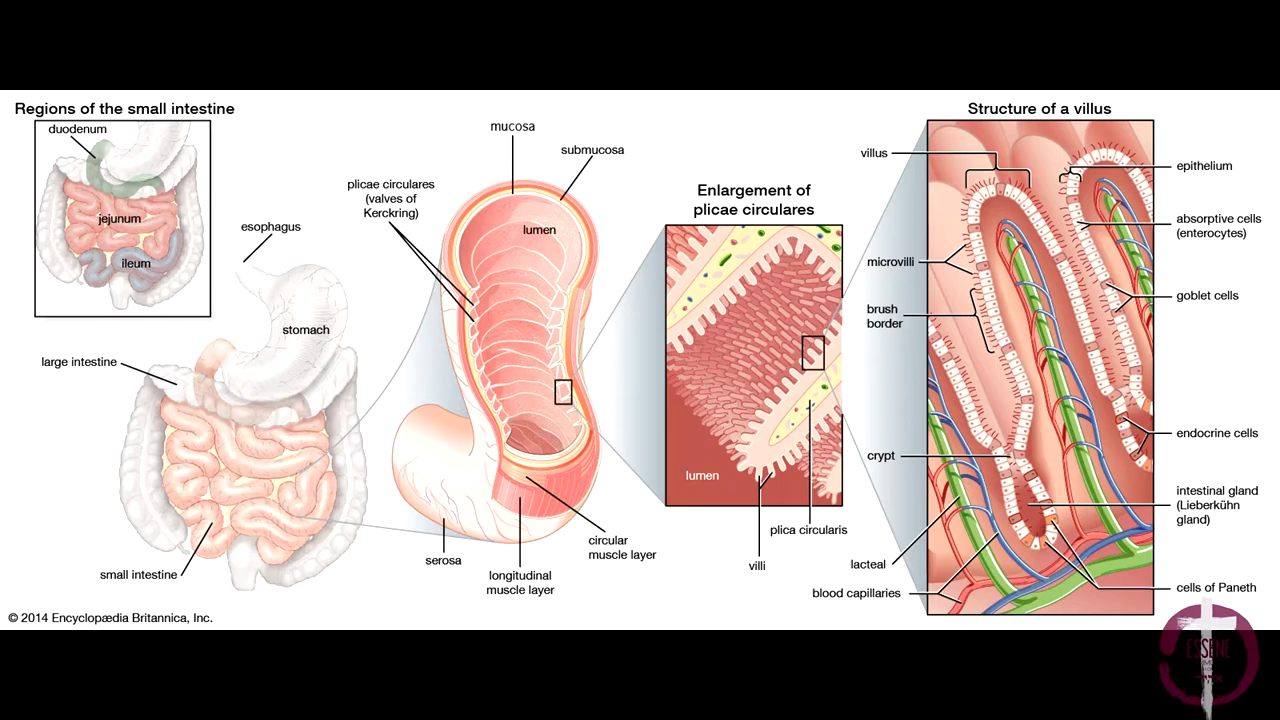 Regions of the small intestine
duodenum
jejunum
ileum
esophagus
stomach
large intestine
small intestine
© 2014 Encyclopædia Britannica, Inc.
mucosa
submucosa
plicae circulares
(valves of
Kerckring)
lumen
serosa
longitudinal
muscle layer
circular
muscle layer
Enlargement of
plicae circulares
lumen
villi
plica circularis
Structure of a villus
villus
microvilli
brush
border
crypt
lacteal
blood capillaries
epithelium
absorptive cells
(enterocytes)
goblet cells
endocrine cells
intestinal gland
(Lieberkühn
gland)
cells of Paneth
ESSENE